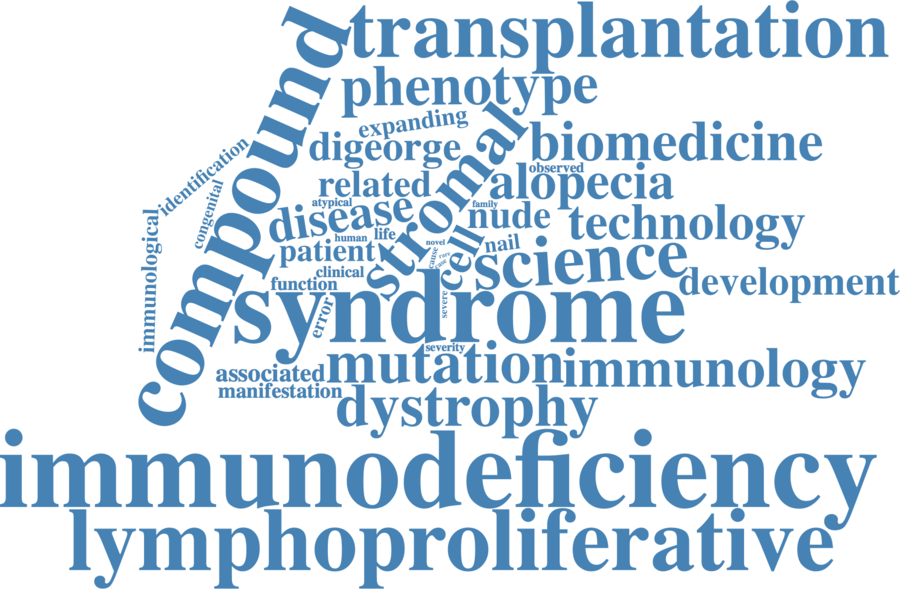 transplantation
compound
phenotype
expanding
stromal
biomedicine
digeorge
identification
observed
related
alopecia
congenital
atypical
family
disease
nude
technology
immunological
human
life
novel
nail
patient
cell
cause
rare
case
science
clinical
function
development
syndrome
severe
error
severity
mutation
immunology
associated
manifestation
dystrophy
immunodeficiency
lymphoproliferative